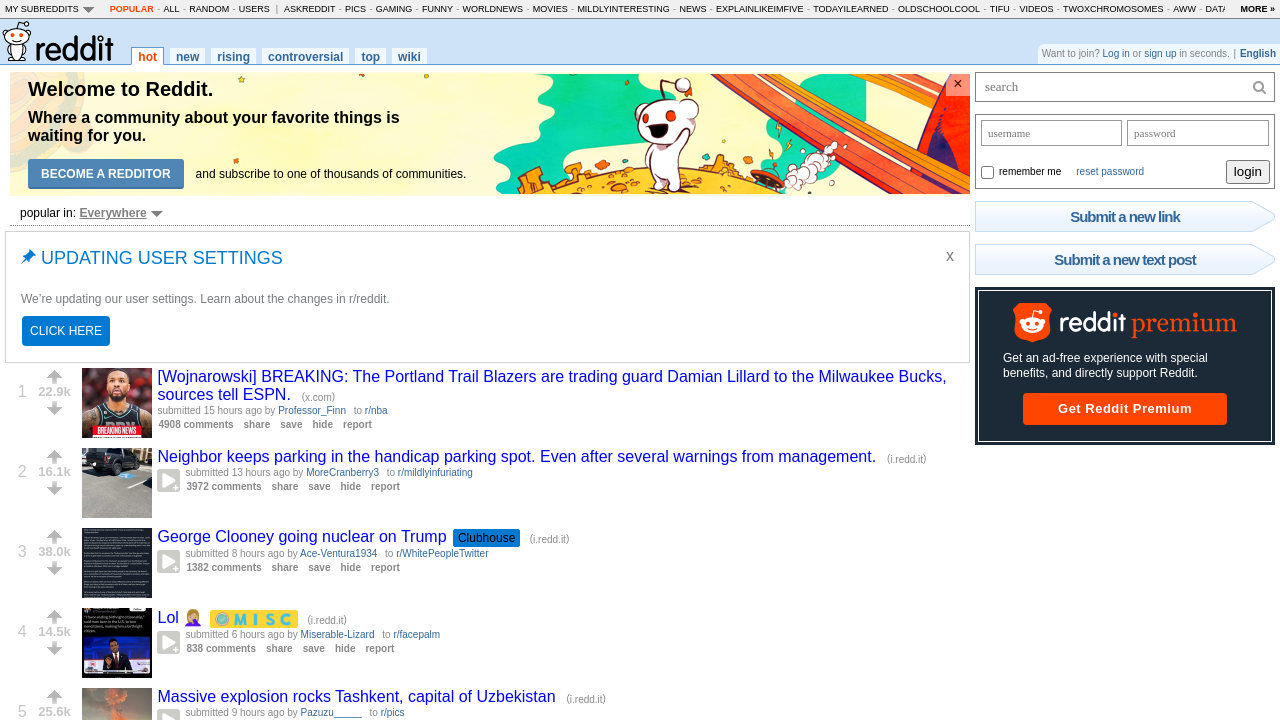 MY SUBREDDITS POPULAR - ALL - RANDOM - USERS | ASKREDDIT - PICS - GAMING - FUNNY - WORLDNEWS - MOVIES - MILDLYINTERESTING - NEWS - EXPLAINLIKEIMFIVE - TODAYILEARNED - OLDSCHOOLCOOL - TIFU - VIDEOS - TWOXCHROMOSOMES - AWW - DATA MORE »
reddit hot new rising controversial top wiki
Want to join? Log in or sign up in seconds. | English
Welcome to Reddit.
Where a community about your favorite things is
waiting for you.
BECOME A REDDITOR and subscribe to one of thousands of communities.
×
popular in: Everywhere
UPDATING USER SETTINGS
X
We're updating our user settings. Learn about the changes in r/reddit.
CLICK HERE
1 22.9k
[Wojnarowski] BREAKING: The Portland Trail Blazers are trading guard Damian Lillard to the Milwaukee Bucks,
sources tell ESPN. (x.com)
submitted 15 hours ago by Professor_Finn to r/nba
4908 comments share save hide report
BREAKING NEWS
2 16.1k
Neighbor keeps parking in the handicap parking spot. Even after several warnings from management. (i.redd.it)
submitted 13 hours ago by MoreCranberry3 to r/mildlyinfuriating
3972 comments share save hide report
3 38.0k
George Clooney going nuclear on Trump Clubhouse (i.redd.it)
submitted 8 hours ago by Ace-Ventura1934 to r/WhitePeopleTwitter
1382 comments share save hide report
4 14.5k
Lol 🤦🏼‍♀️ MISC (i.redd.it)
submitted 6 hours ago by Miserable-Lizard to r/facepalm
838 comments share save hide report
5 25.6k
Massive explosion rocks Tashkent, capital of Uzbekistan (i.redd.it)
submitted 9 hours ago by Pazuzu_____ to r/pics
search
username password
remember me reset password login
Submit a new link
Submit a new text post
reddit premium
Get an ad-free experience with special
benefits, and directly support Reddit.
Get Reddit Premium